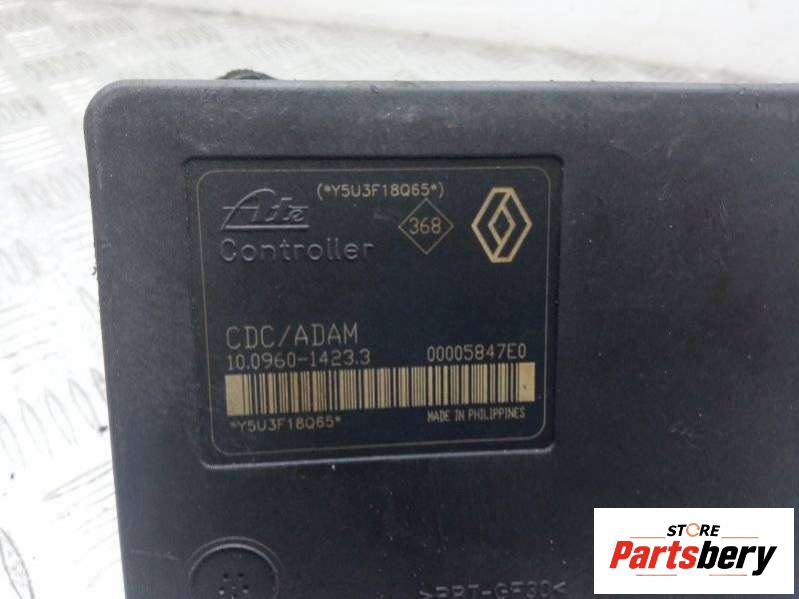 (*Y5U3F18Q65*)
Ate
368
Controller
CDC/ADAM
10.0960-1423.3 00005847E0
*Y5U3F18Q65* MADE IN PHILIPPINES
STORE
Partsbery